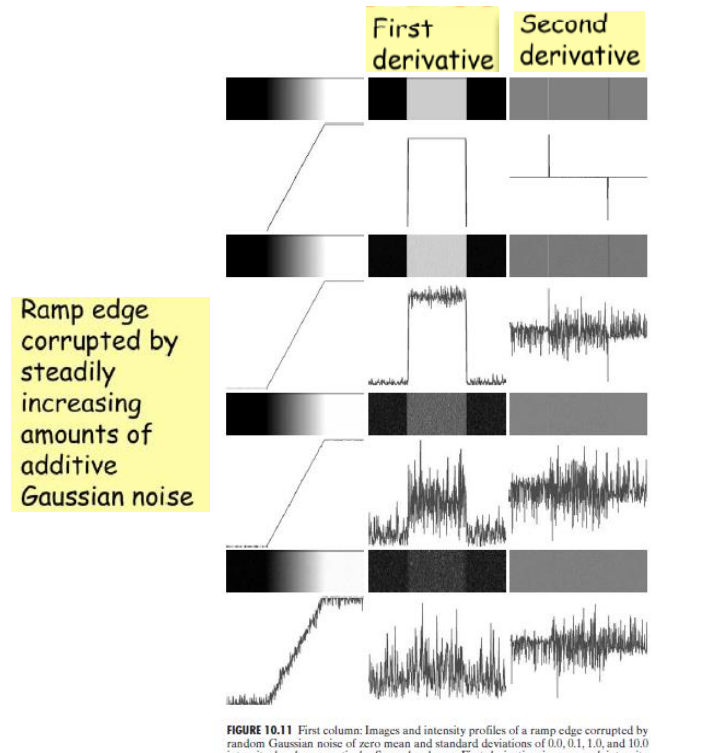 First
derivative
Second
derivative
Ramp edge
corrupted by
steadily
increasing
amounts of
additive
Gaussian noise
FIGURE 10.11 First column: Images and intensity profiles of a ramp edge corrupted by
random Gaussian noise of zero mean and standard deviations of 0.0, 0.1, 1.0, and 10.0